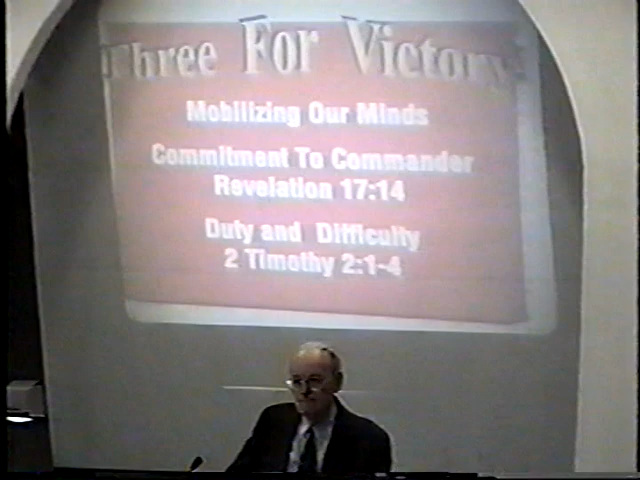 Three For Victory
Mobilizing Our Minds
Commitment To Commander
Revelation 17:14
Duty and Difficulty
2 Timothy 2:1-4